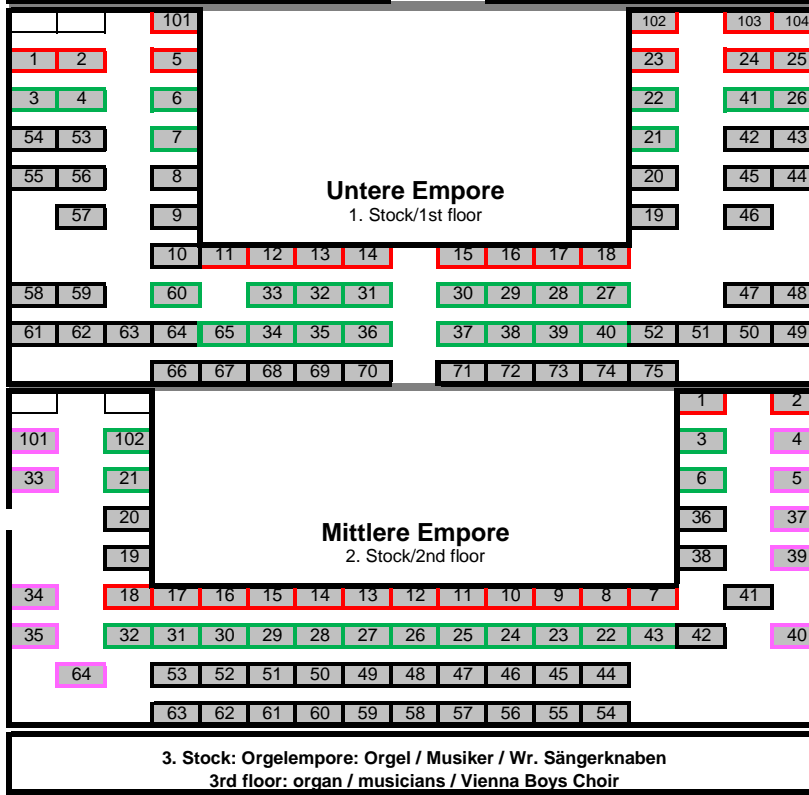 101 102 103 104
1 2 5 23 24 25
3 4 6 22 41 26
54 53 7 21 42 43
55 56 8 20 45 44
Untere Empore
1. Stock/1st floor
57 9 19 46
10 11 12 13 14 15 16 17 18
58 59 60 33 32 31 30 29 28 27 47 48
61 62 63 64 65 34 35 36 37 38 39 40 52 51 50 49
66 67 68 69 70 71 72 73 74 75
1 2
101 102 3 4
33 21 6 5
20 36 37
Mittlere Empore
2. Stock/2nd floor
19 38 39
34 18 17 16 15 14 13 12 11 10 9 8 7 41
35 32 31 30 29 28 27 26 25 24 23 22 43 42 40
64 53 52 51 50 49 48 47 46 45 44
63 62 61 60 59 58 57 56 55 54
3. Stock: Orgelempore: Orgel / Musiker / Wr. Sängerknaben
3rd floor: organ / musicians / Vienna Boys Choir